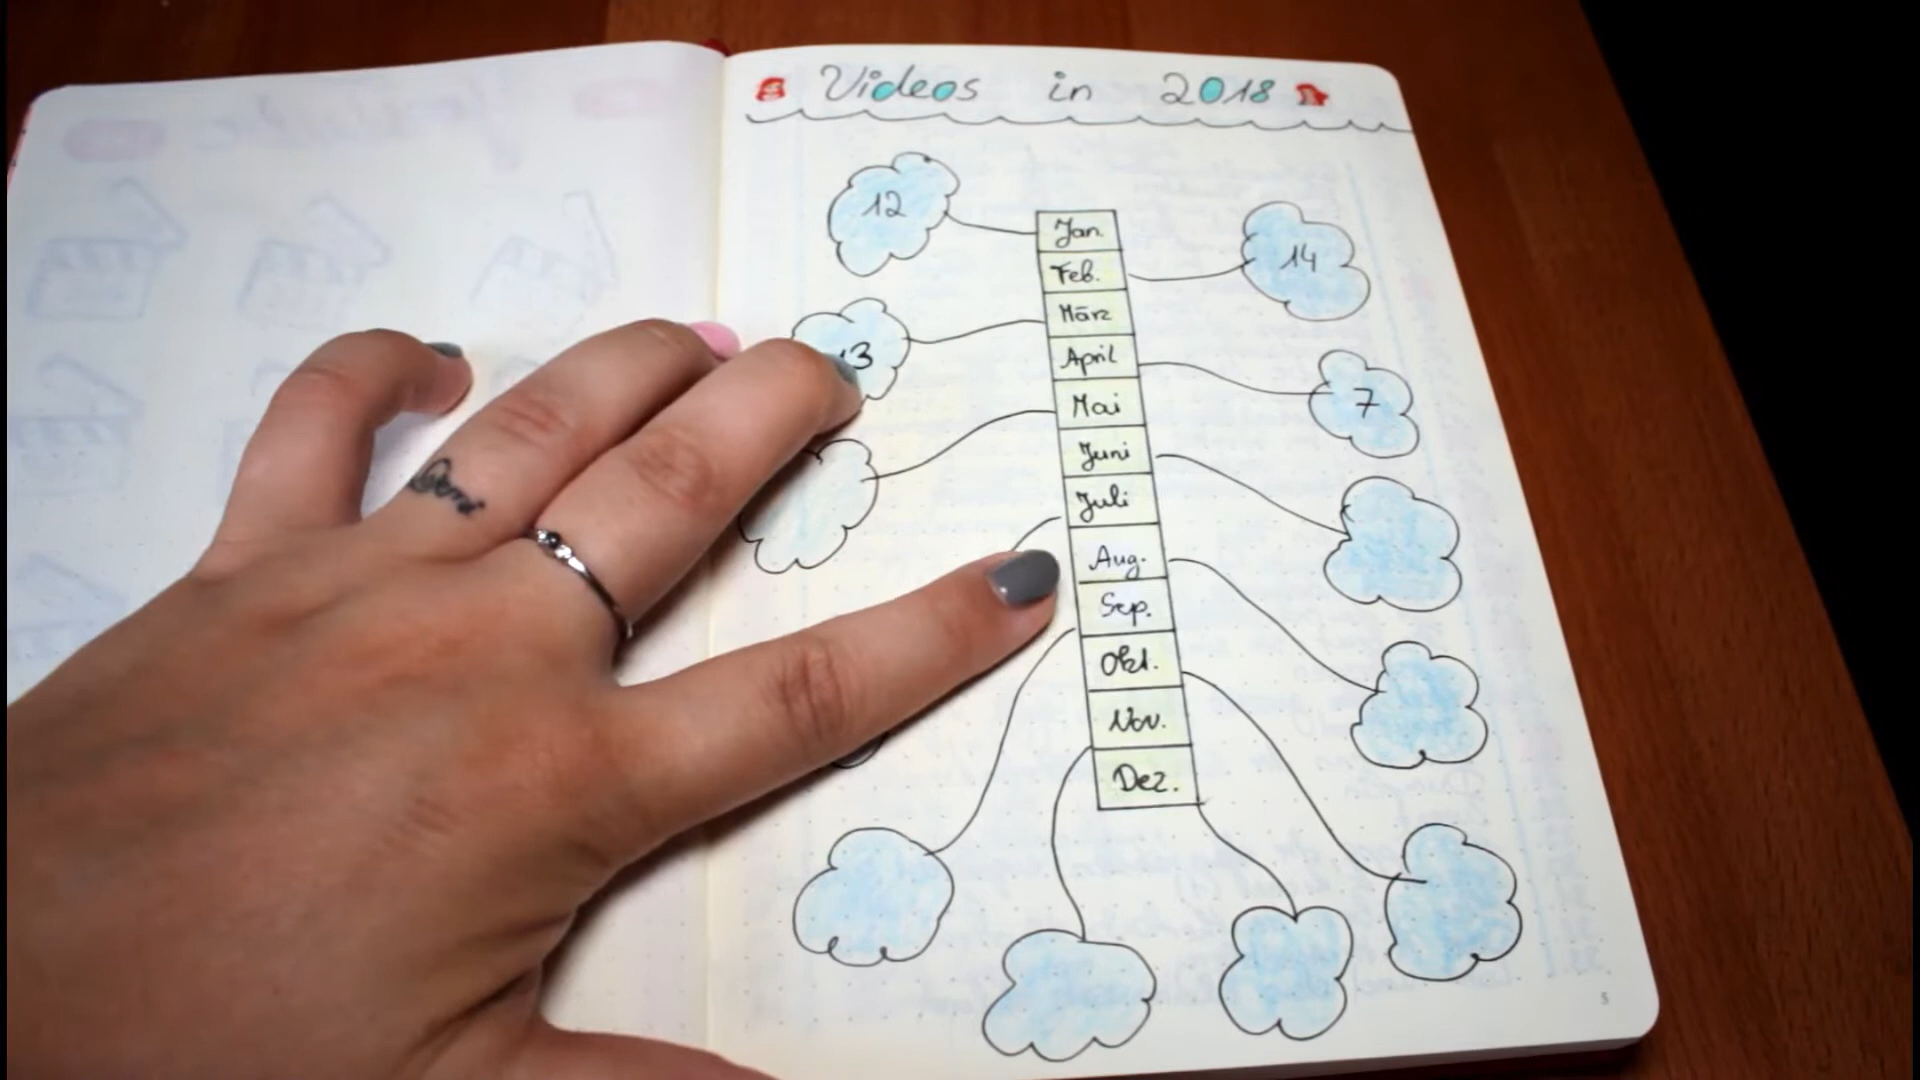 Videos in 2018
12
Jan.
14
Feb.
13
März
April
7
Mai
Juni
Juli
Aug.
Sep.
Okt.
Nov.
Dez.
5